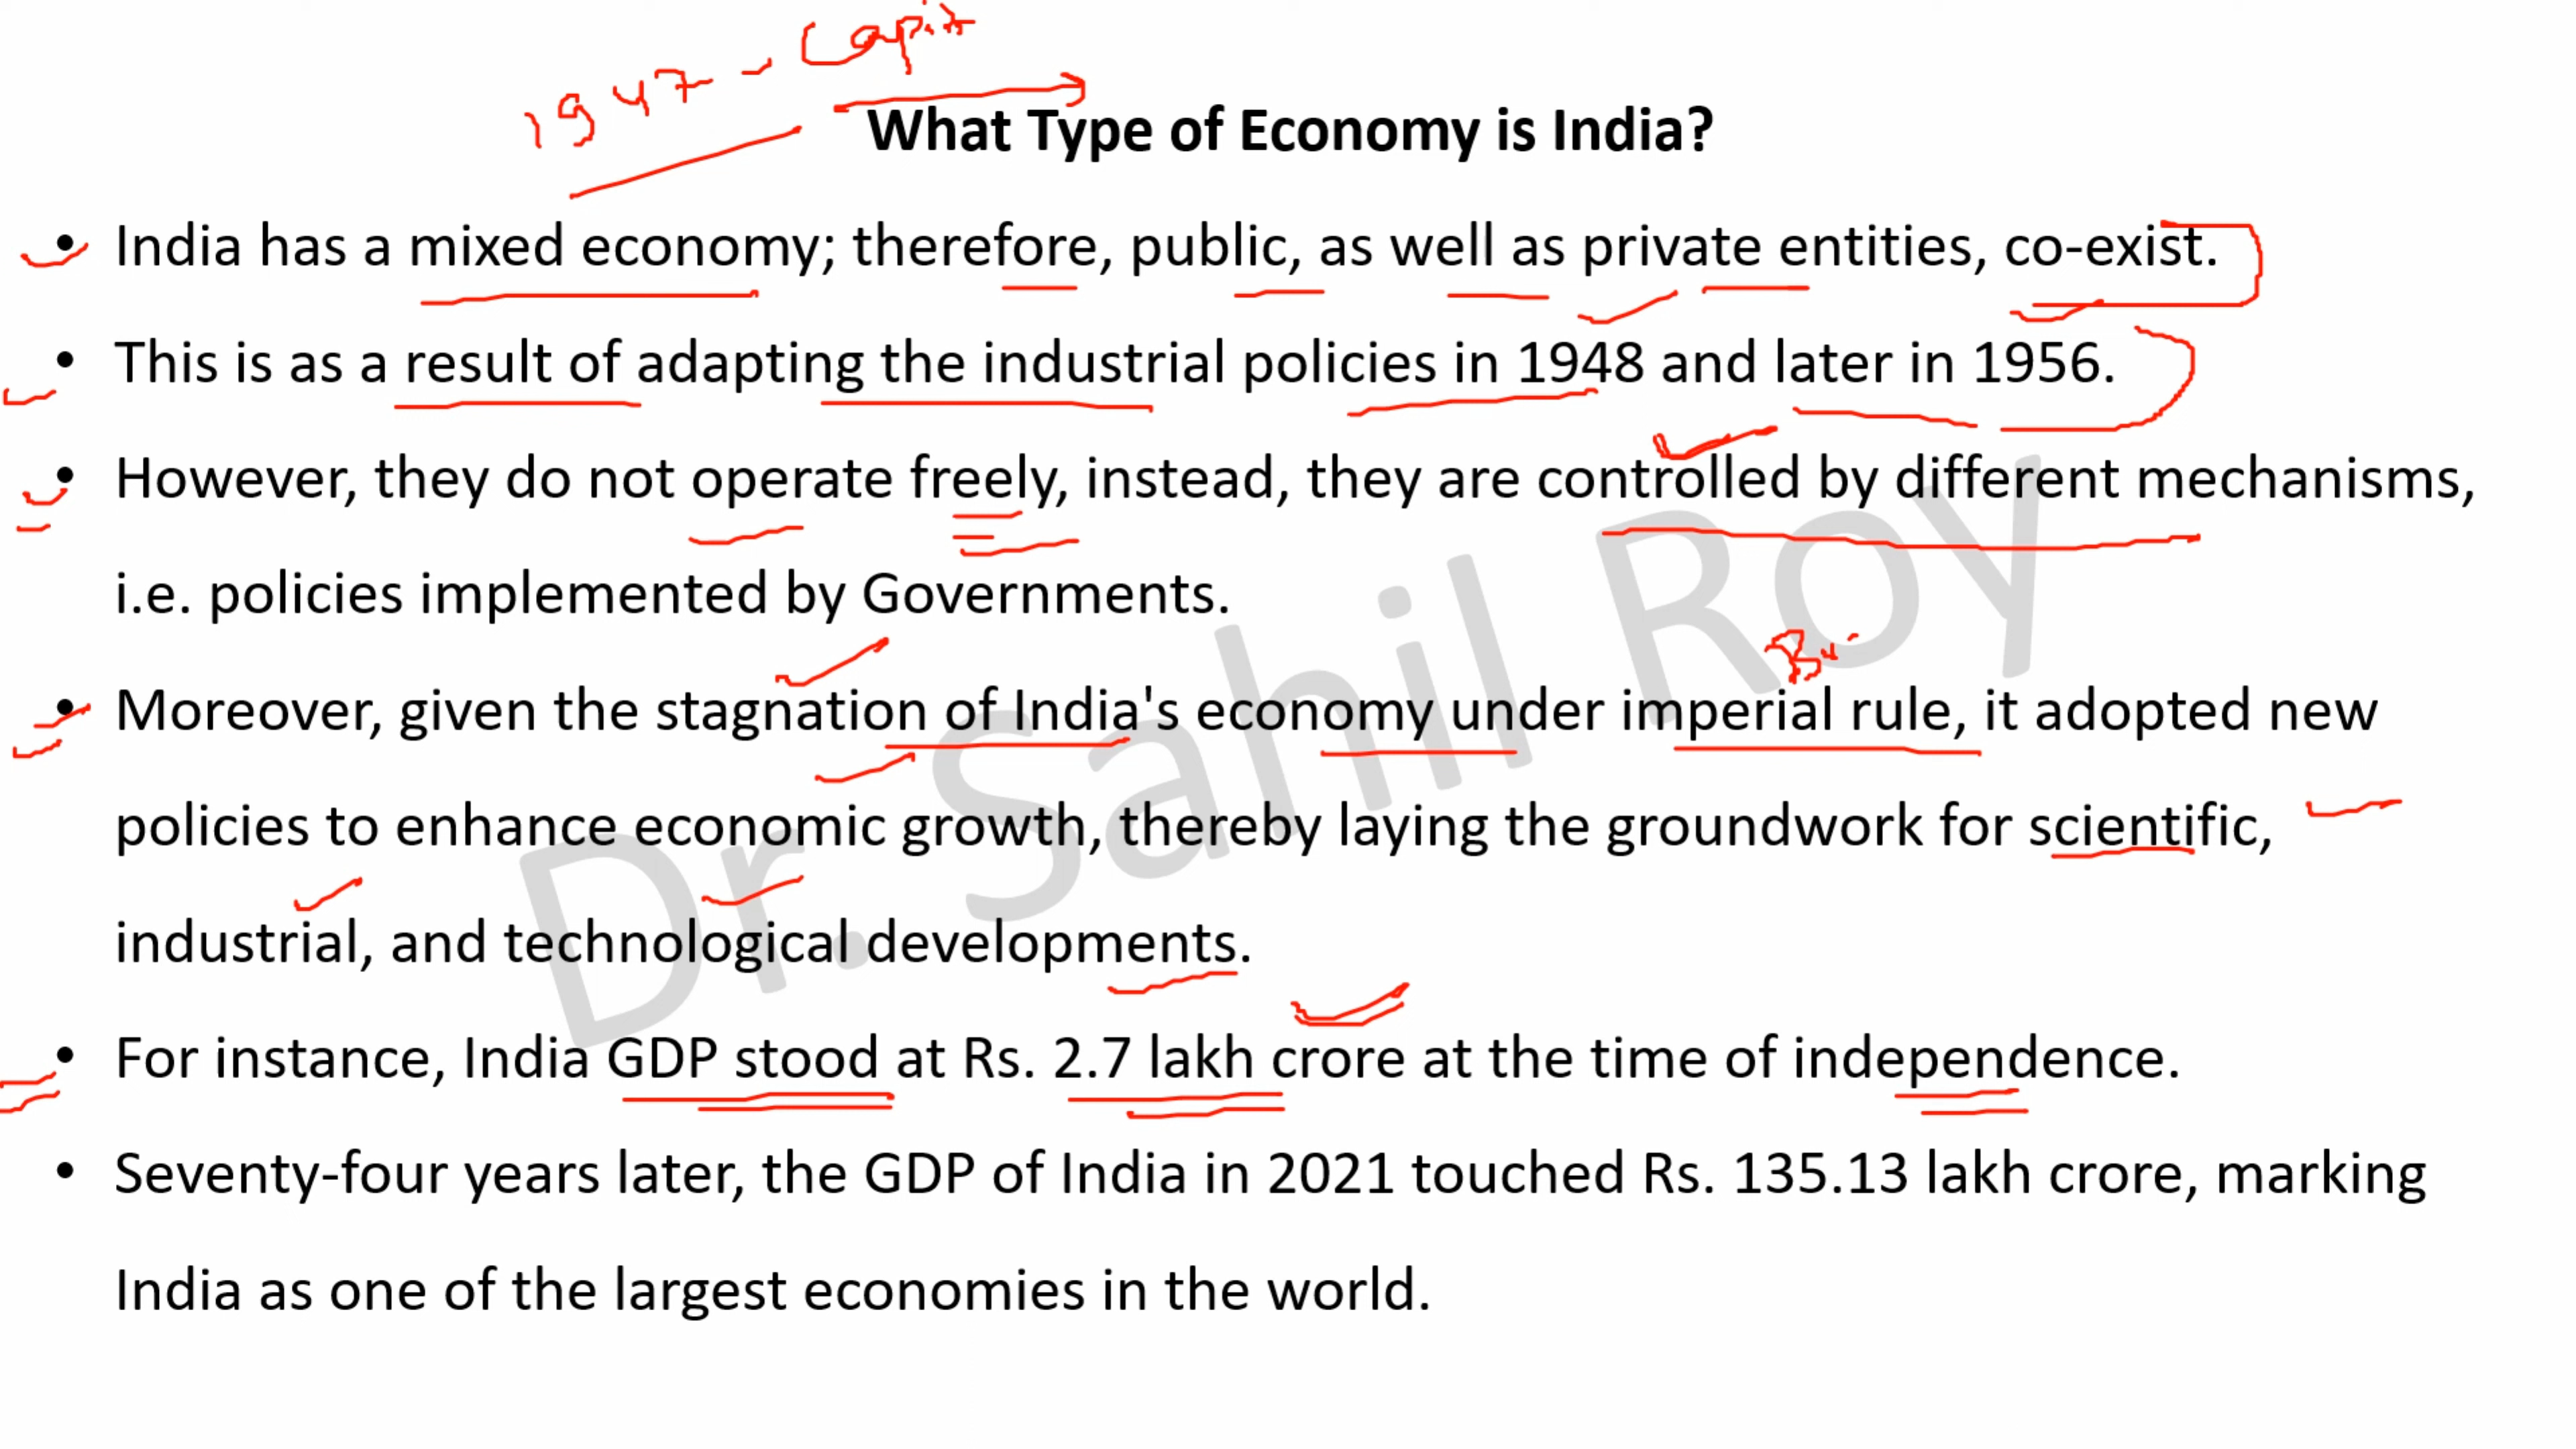 1947 - Capit
What Type of Economy is India?
• India has a mixed economy; therefore, public, as well as private entities, co-exist.
• This is as a result of adapting the industrial policies in 1948 and later in 1956.
• However, they do not operate freely, instead, they are controlled by different mechanisms,
i.e. policies implemented by Governments.
• Moreover, given the stagnation of India's economy under imperial rule, it adopted new
policies to enhance economic growth, thereby laying the groundwork for scientific,
industrial, and technological developments.
• For instance, India GDP stood at Rs. 2.7 lakh crore at the time of independence.
• Seventy-four years later, the GDP of India in 2021 touched Rs. 135.13 lakh crore, marking
India as one of the largest economies in the world.
Dr. Sahil Roy